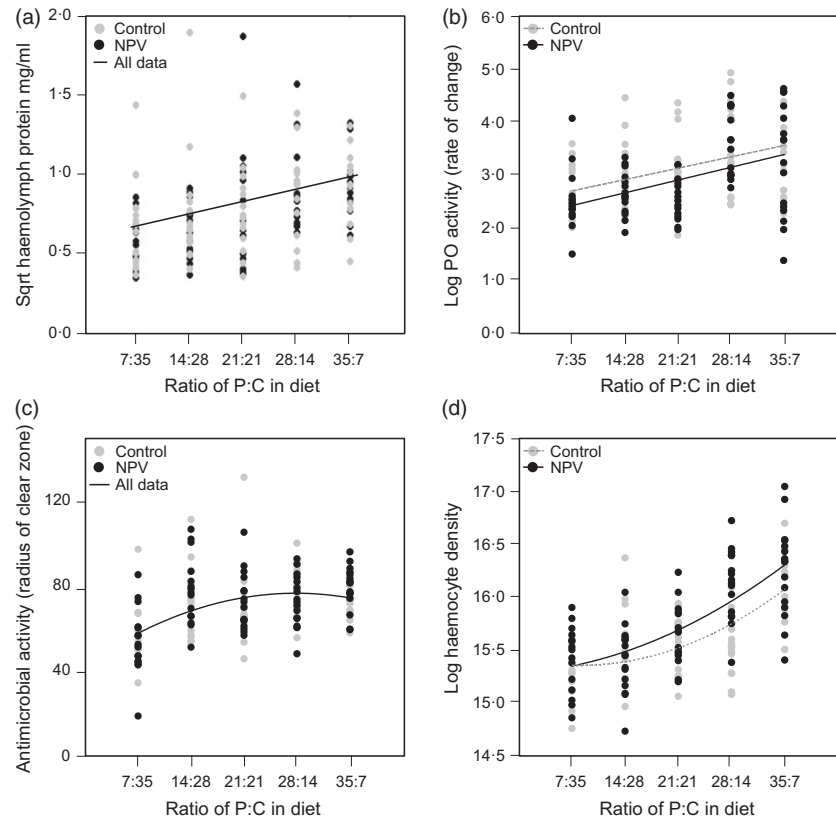 (a)
Control
NPV
All data
2·0
1·5
1·0
0·5
0·0
Sqrt haemolymph protein mg/ml
7:35 14:28 21:21 28:14 35:7
Ratio of P:C in diet
(b)
Control
NPV
6·0
5·0
4·0
3·0
2·0
1·0
0·0
Log PO activity (rate of change)
7:35 14:28 21:21 28:14 35:7
Ratio of P:C in diet
(c)
Control
NPV
All data
120
80
40
0
Antimicrobial activity (radius of clear zone)
7:35 14:28 21:21 28:14 35:7
Ratio of P:C in diet
(d)
Control
NPV
17·5
17·0
16·5
16·0
15·5
15·0
14·5
Log haemocyte density
7:35 14:28 21:21 28:14 35:7
Ratio of P:C in diet